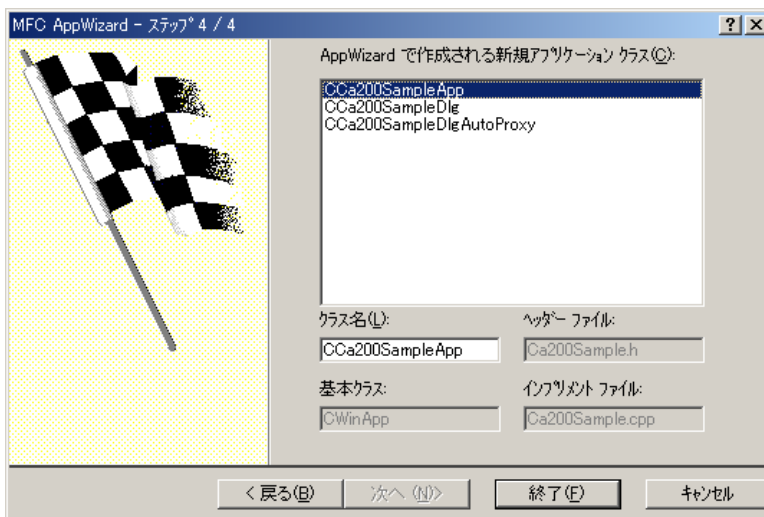 MFC AppWizard - ｽﾃｯﾌﾟ 4 / 4
AppWizard で作成される新規ｱﾌﾟﾘｹｰｼｮﾝ ｸﾗｽ(C):
CCa200SampleApp
CCa200SampleDlg
CCa200SampleDlgAutoProxy
ｸﾗｽ名(L):
ﾍｯﾀﾞｰ ﾌｧｲﾙ:
CCa200SampleApp
Ca200Sample.h
基本ｸﾗｽ:
ｲﾝﾌﾟﾘﾒﾝﾄ ﾌｧｲﾙ:
CWinApp
Ca200Sample.cpp
< 戻る(B)
次へ (N)>
終了(F)
ｷｬﾝｾﾙ